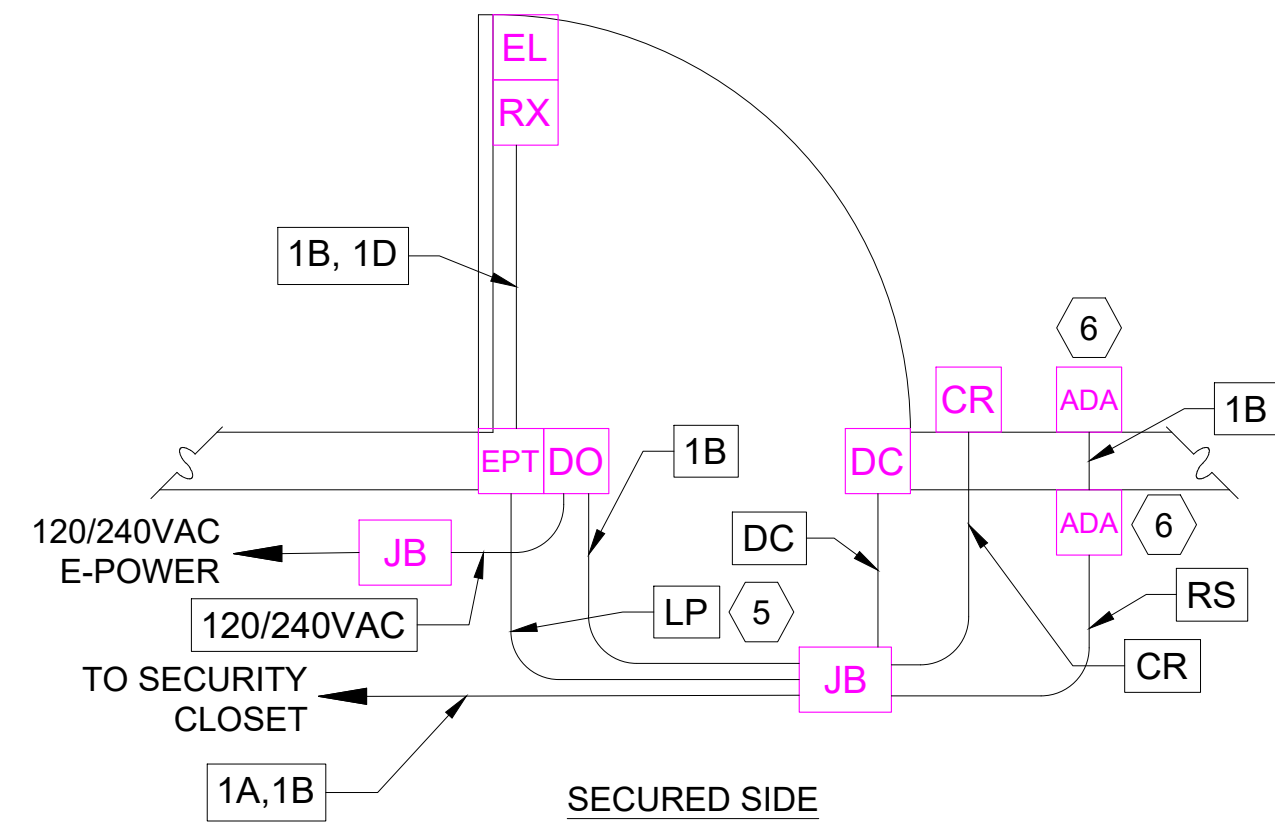 EL
RX
1B, 1D
6
CR
ADA
1B
EPT
DO
1B
DC
ADA
6
120/240VAC
E-POWER
JB
DC
120/240VAC
LP
5
RS
TO SECURITY
CLOSET
JB
CR
1A,1B
SECURED SIDE